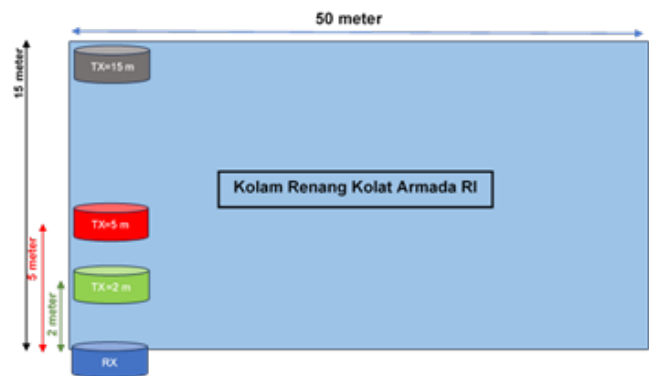 50 meter
15 meter
TX=15 m
Kolam Renang Kolat Armada RI
TX=5 m
5 meter
TX=2 m
2 meter
RX